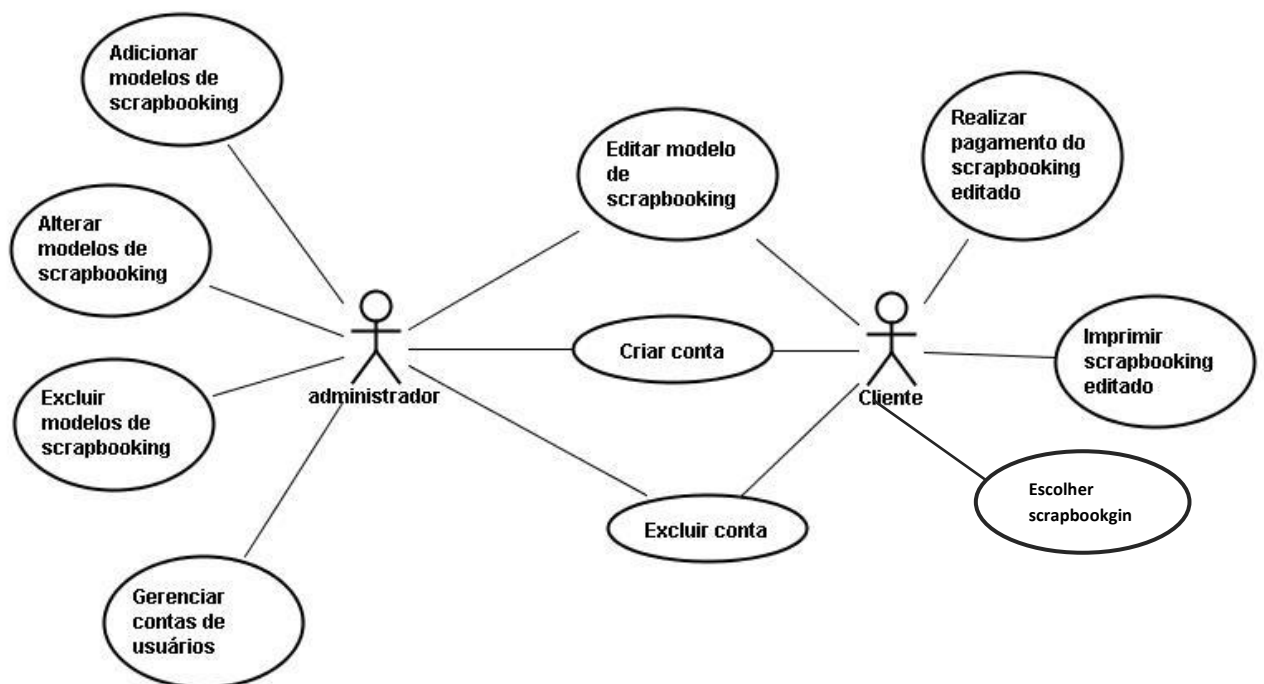 Adicionar
modelos de
scrapbooking
Editar modelo
de
scrapbooking
Realizar
pagamento do
scrapbooking
editado
Alterar
modelos de
scrapbooking
Criar conta
Imprimir
scrapbooking
editado
administrador
Cliente
Excluir
modelos de
scrapbooking
Escolher
scrapbookgin
Excluir conta
Gerenciar
contas de
usuários